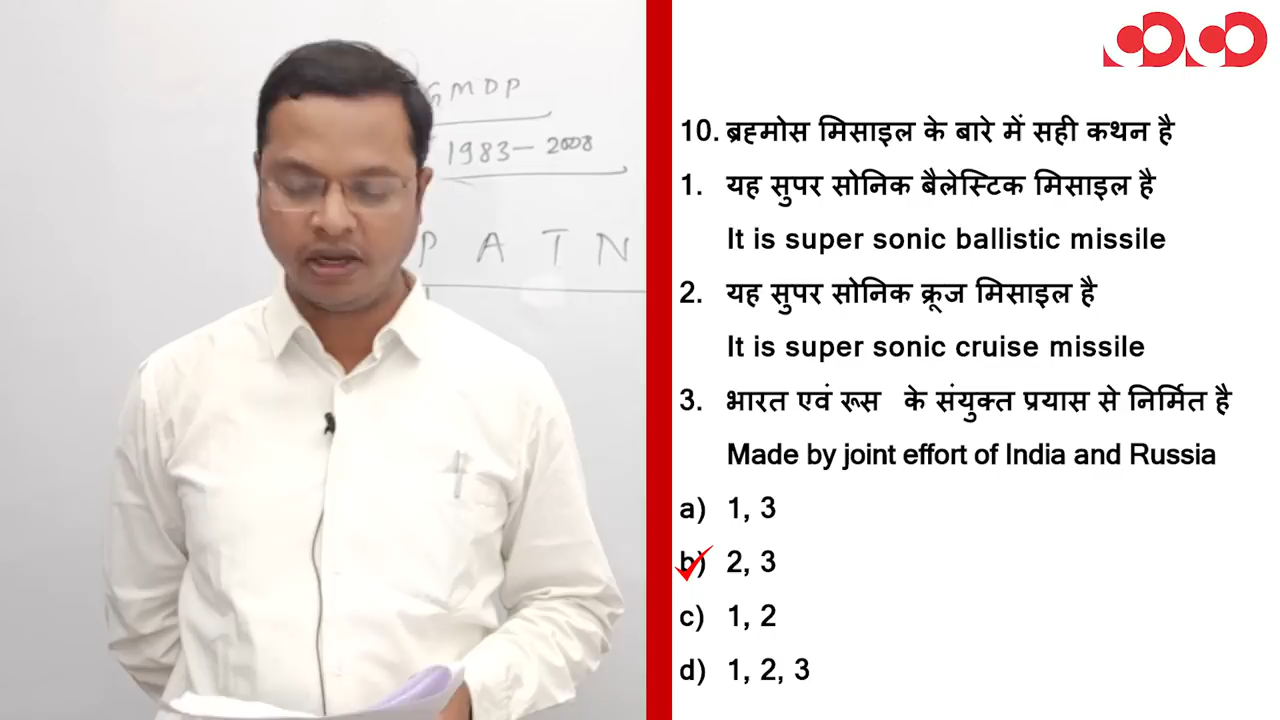 GMDP
1983 - 2008
P A T N
10. ब्रह्मोस मिसाइल के बारे में सही कथन है
1. यह सुपर सोनिक बैलेस्टिक मिसाइल है
It is super sonic ballistic missile
2. यह सुपर सोनिक क्रूज मिसाइल है
It is super sonic cruise missile
3. भारत एवं रूस के संयुक्त प्रयास से निर्मित है
Made by joint effort of India and Russia
a) 1, 3
b) 2, 3
c) 1, 2
d) 1, 2, 3